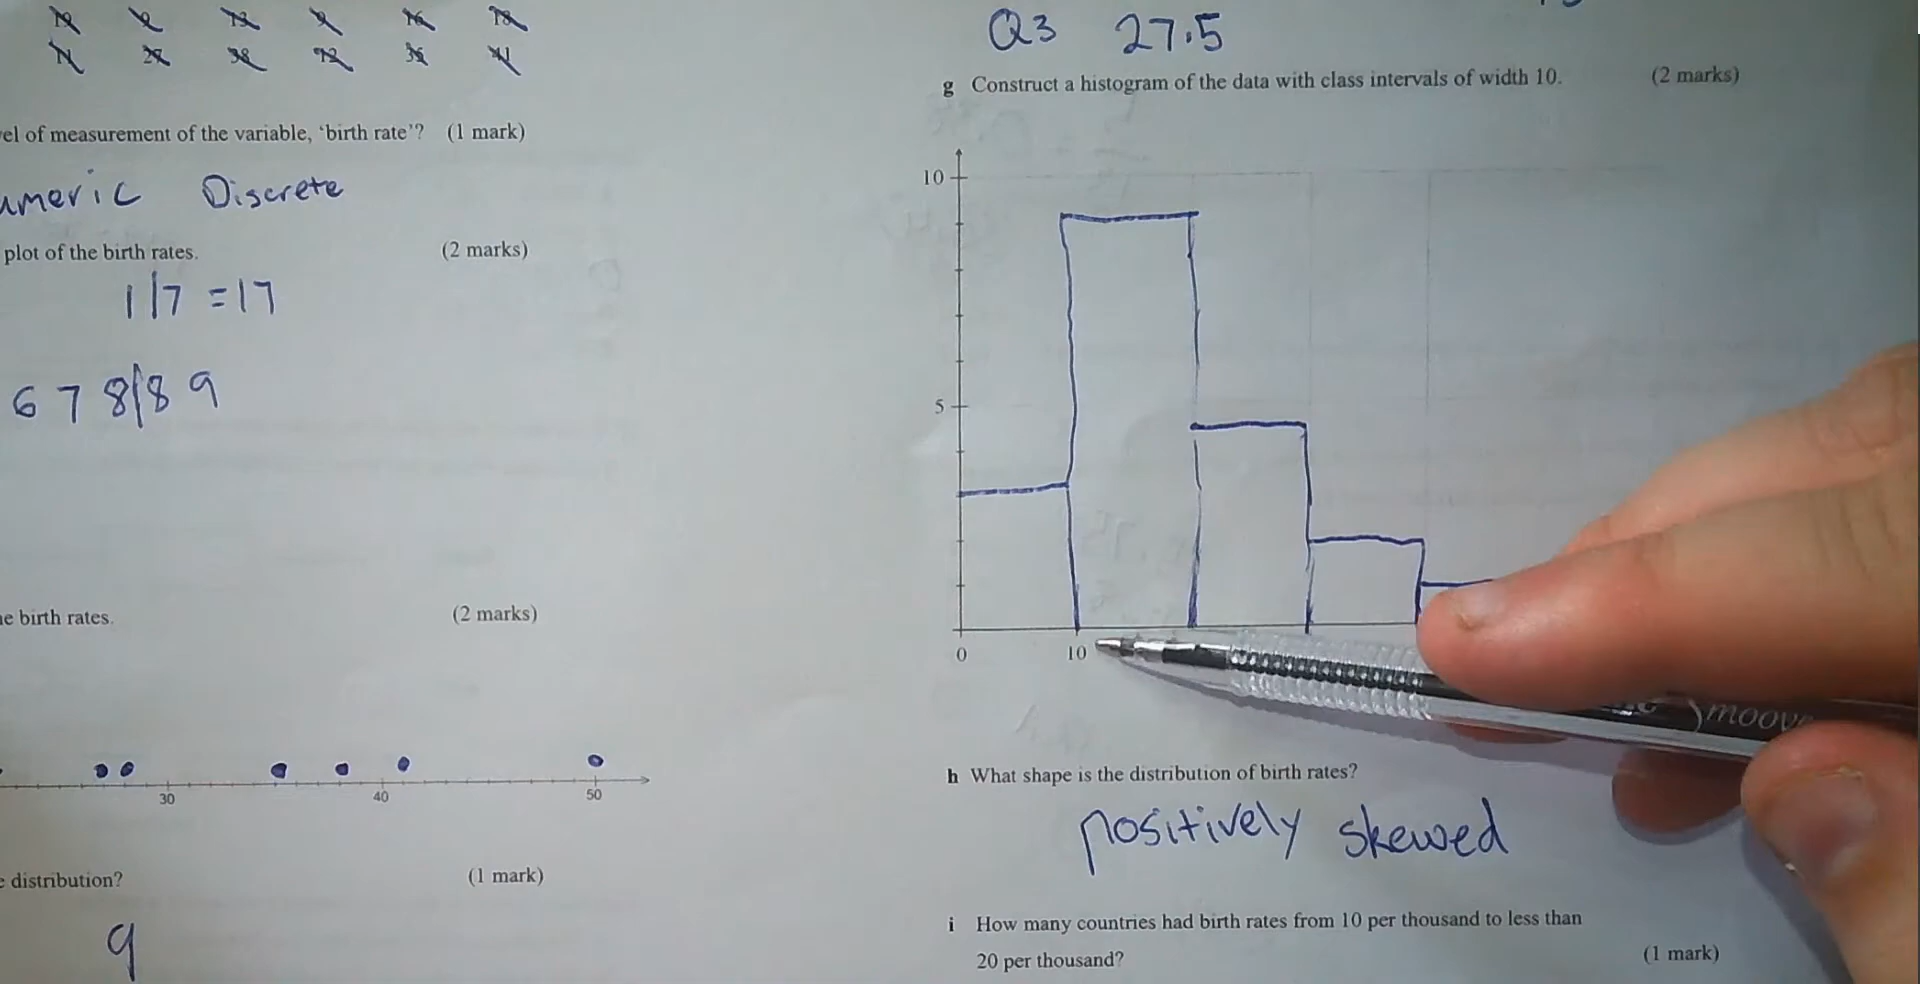 27 38 41
el of measurement of the variable, 'birth rate'? (1 mark)
umeric Discrete
plot of the birth rates. (2 marks)
1|7 = 17
6 7 8|8 9
e birth rates. (2 marks)
30 40 50
e distribution? (1 mark)
9
Q3 27.5
g Construct a histogram of the data with class intervals of width 10. (2 marks)
10
5
0 10
smoov
h What shape is the distribution of birth rates?
positively skewed
i How many countries had birth rates from 10 per thousand to less than
20 per thousand? (1 mark)